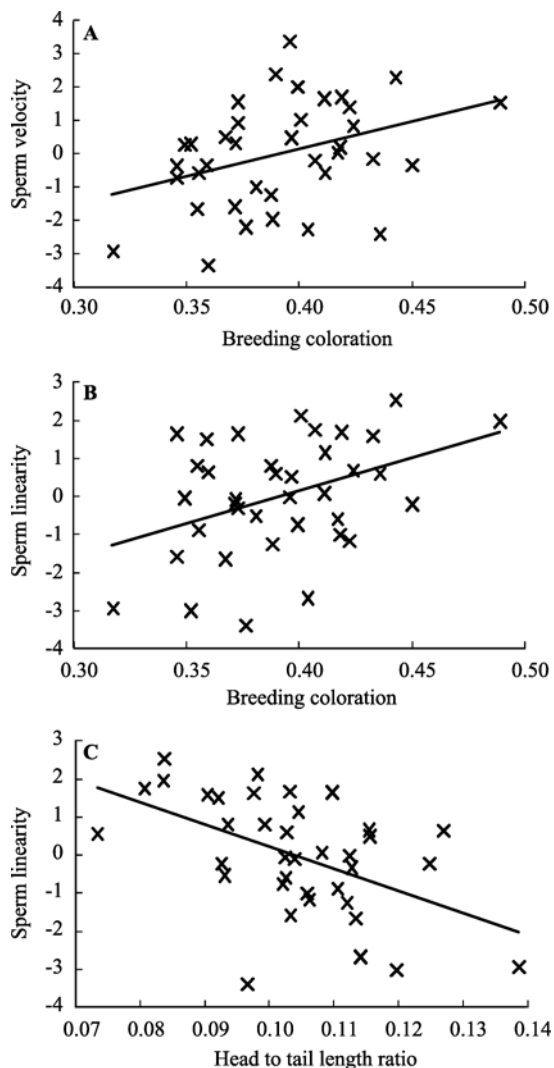 A
4
3
2
1
0
-1
-2
-3
-4
Sperm velocity
0.30 0.35 0.40 0.45 0.50
Breeding coloration
B
3
2
1
0
-1
-2
-3
-4
Sperm linearity
0.30 0.35 0.40 0.45 0.50
Breeding coloration
C
3
2
1
0
-1
-2
-3
-4
Sperm linearity
0.07 0.08 0.09 0.10 0.11 0.12 0.13 0.14
Head to tail length ratio